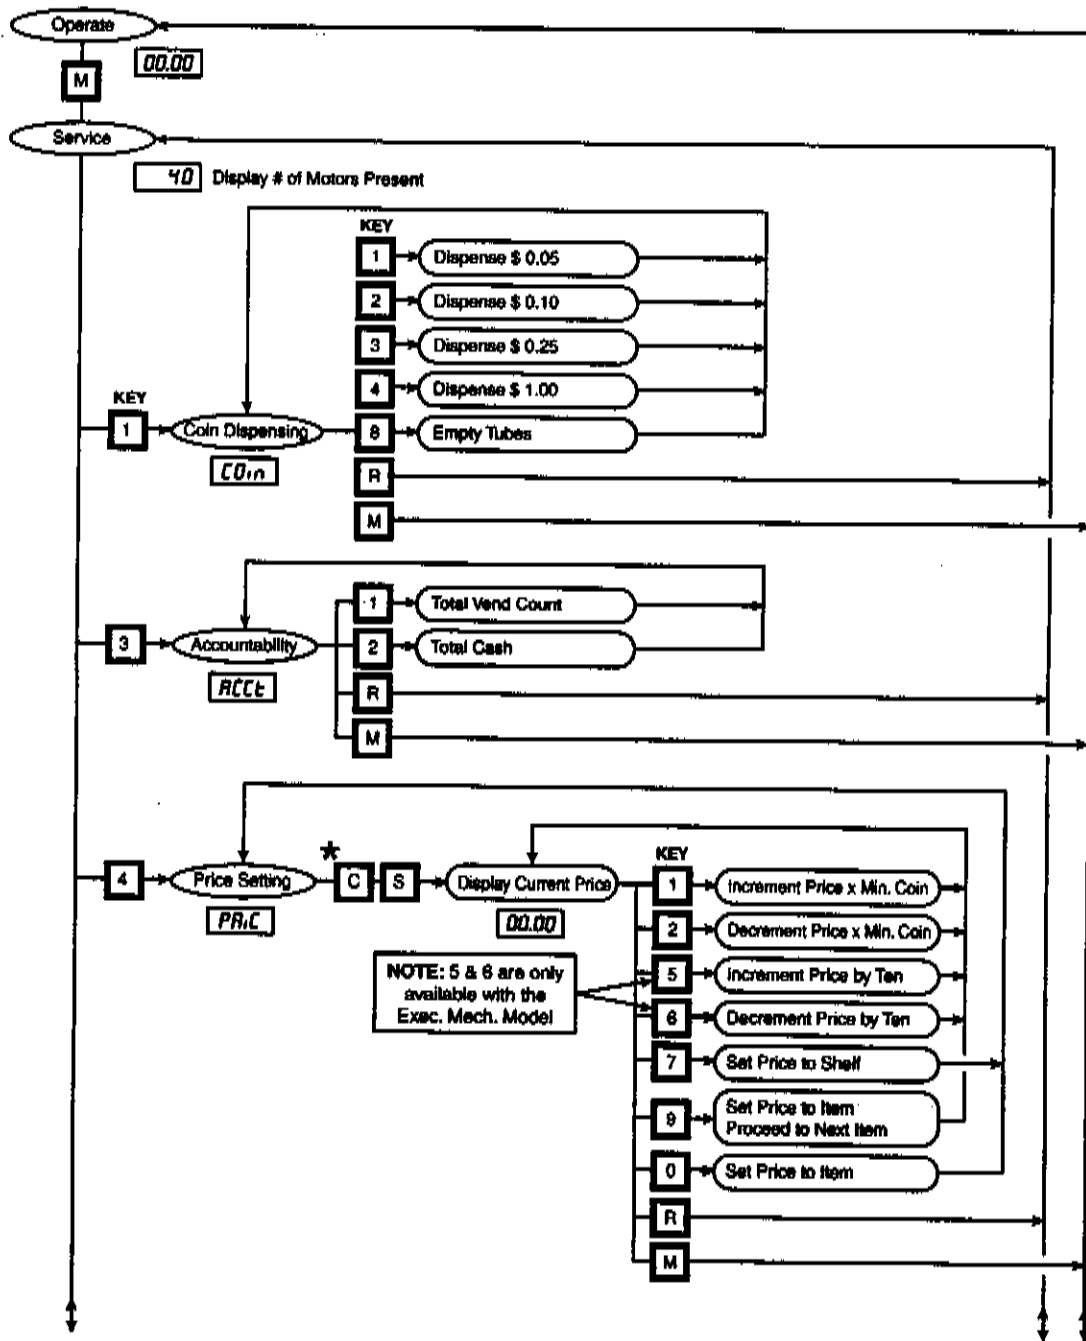 Operate
00.00
M
Service
40 Display # of Motors Present
KEY
1 Dispense $ 0.05
2 Dispense $ 0.10
3 Dispense $ 0.25
4 Dispense $ 1.00
KEY
1 Coin Dispensing 8 Empty Tubes
COin
R
M
1 Total Vend Count
3 Accountability 2 Total Cash
ACCt
R
M
KEY
4 Price Setting * C S Display Current Price 1 Increment Price x Min. Coin
PRiC
00.00
2 Decrement Price x Min. Coin
NOTE: 5 & 6 are only
available with the
Exec. Mech. Model
5 Increment Price by Ten
6 Decrement Price by Ten
7 Set Price to Shelf
9 Set Price to Item
Proceed to Next Item
0 Set Price to Item
R
M